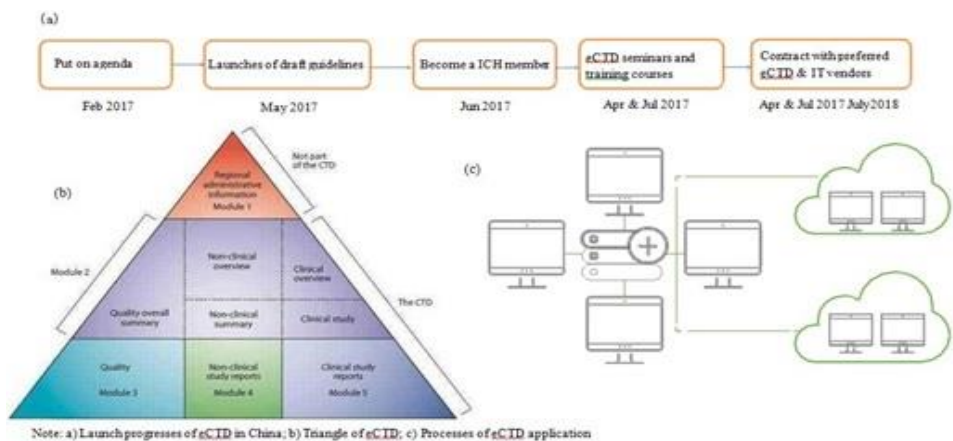 (a)
Put on agenda
Launches of draft guidelines
Become a ICH member
eCTD seminars and
training courses
Contract with preferred
eCTD & IT vendors
Feb 2017
May 2017
Jun 2017
Apr & Jul 2017
Apr & Jul 2017 July2018
(b)
Regional
administrative
information
Module 1
Not part
of the CTD
Module 2
Non-clinical
overview
Clinical
overview
Quality overall
summary
Non-clinical
summary
Clinical study
The CTD
Quality
Module 3
Non-clinical
study reports
Module 4
Clinical study
reports
Module 5
(c)
Note: a) Launch progresses of eCTD in China; b) Triangle of eCTD; c) Processes of eCTD application